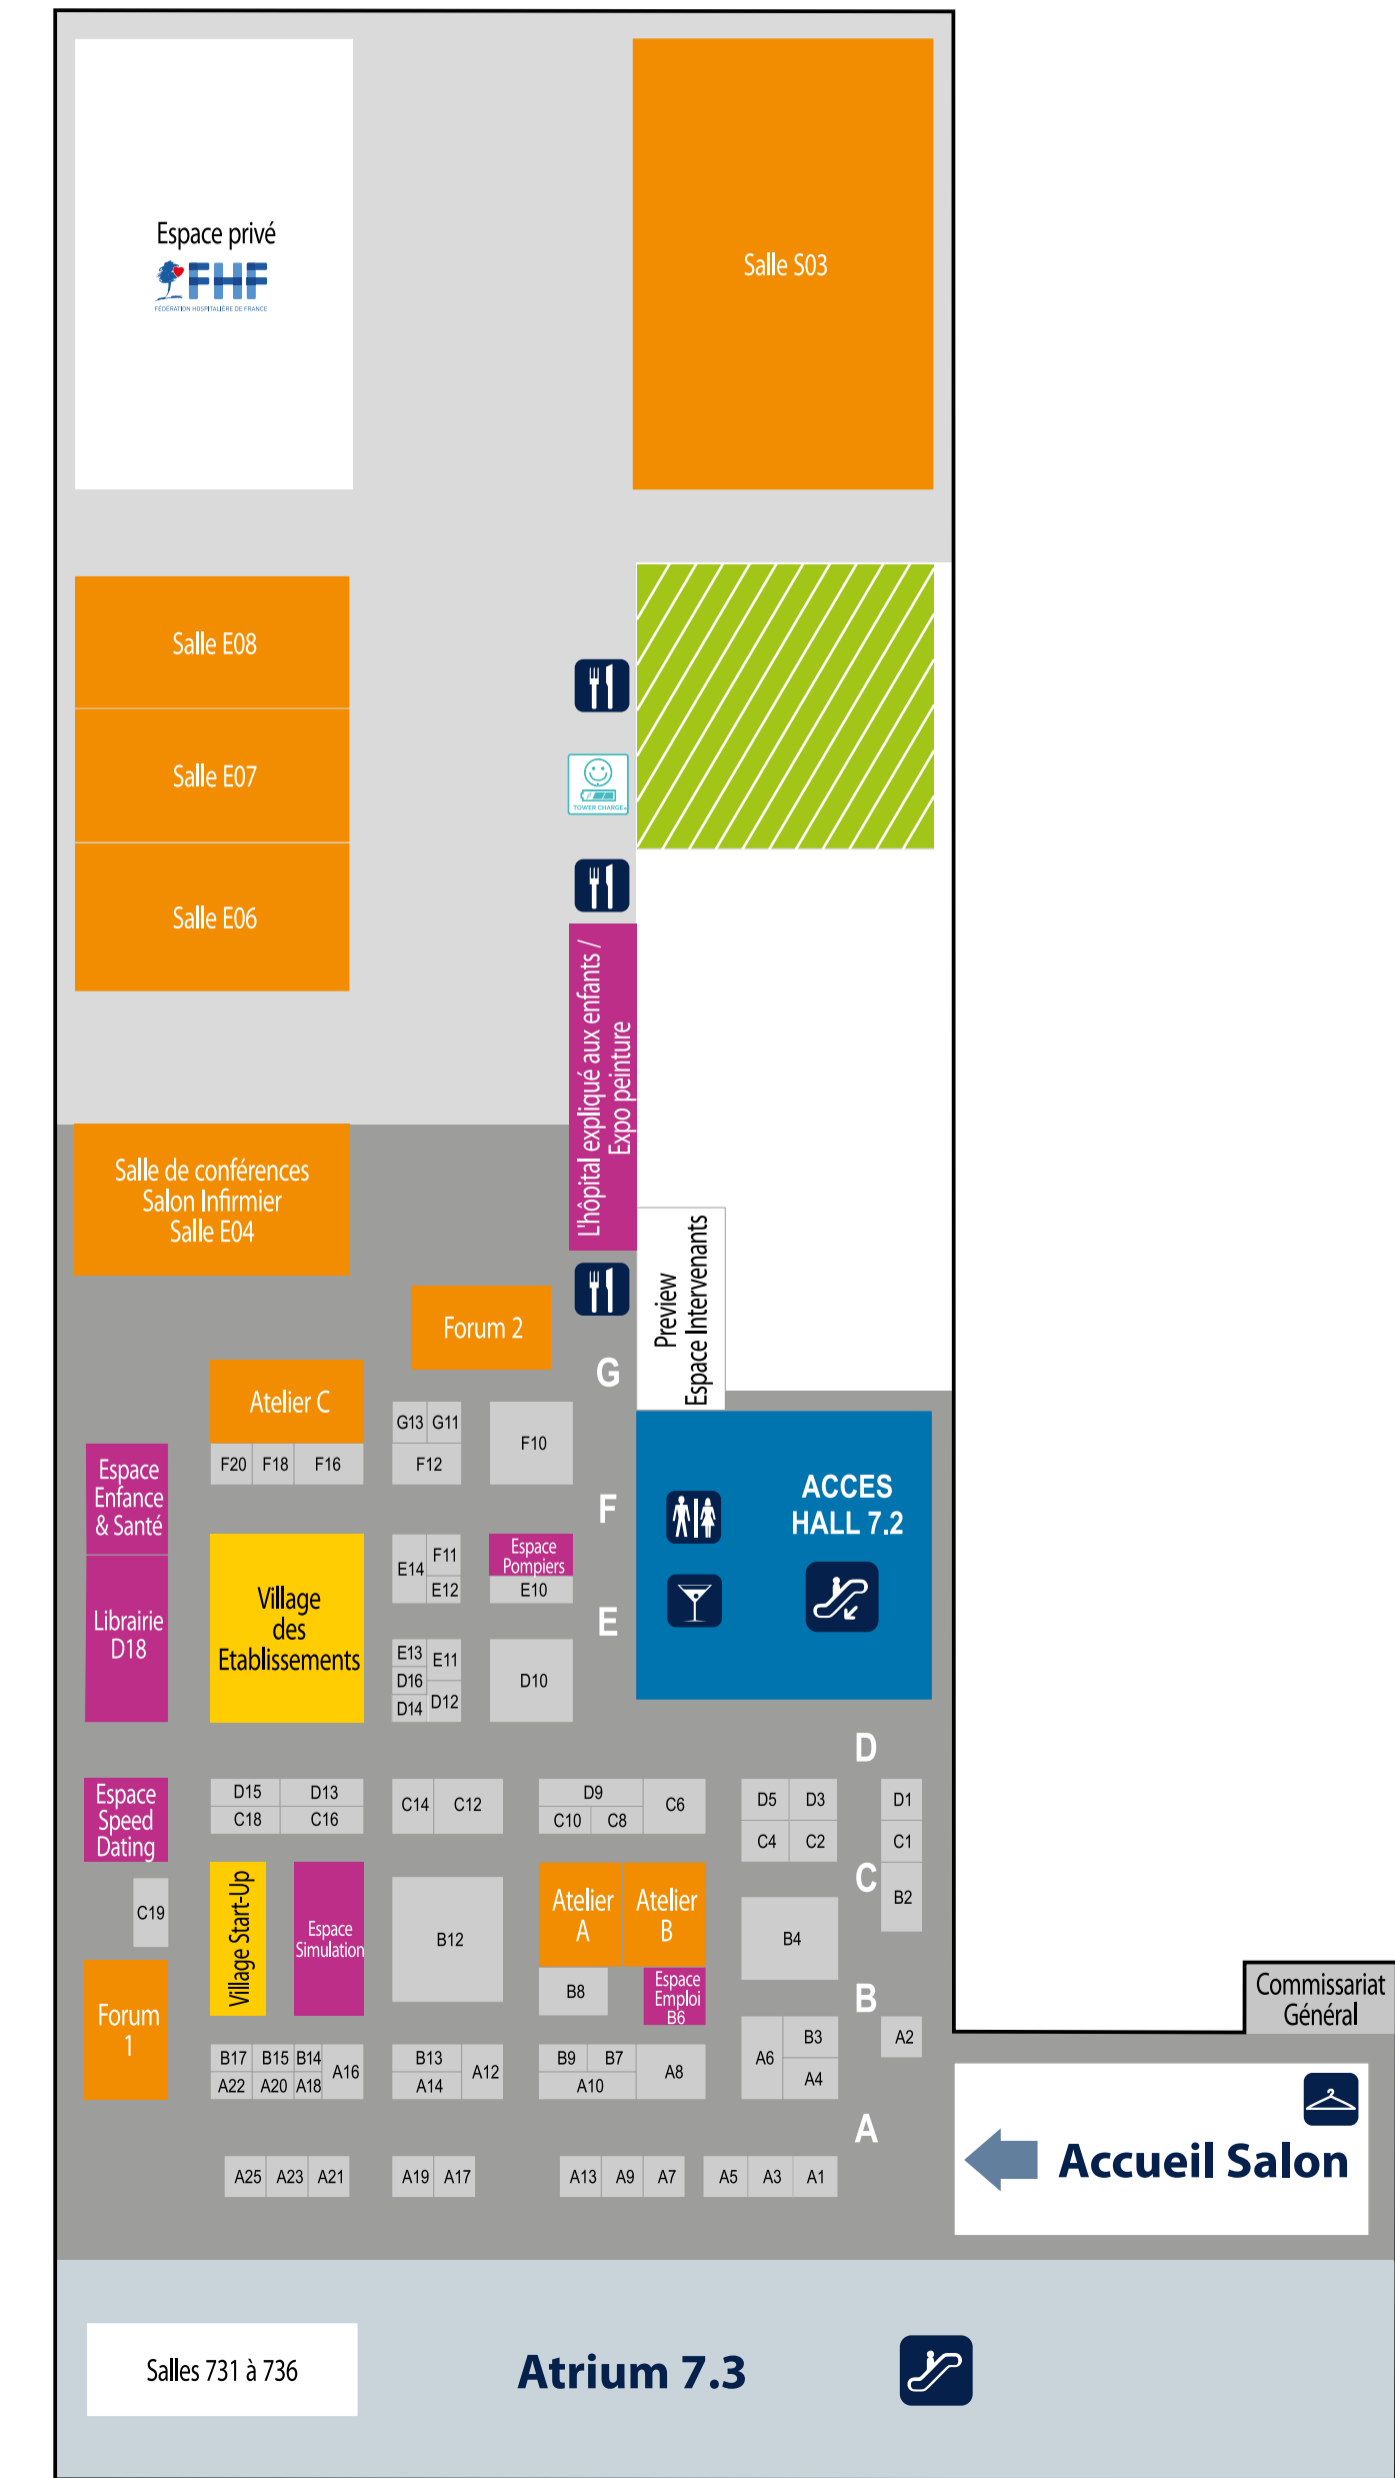 Espace privé
FHF
FÉDÉRATION HOSPITALIÈRE DE FRANCE
Salle S03
Salle E08
Salle E07
TOWER CHARGE
Salle E06
L'hôpital expliqué aux enfants /
Expo peinture
Salle de conférences
Salon Infirmier
Salle E04
Preview
Espace Intervenants
Forum 2
G
Atelier C
G13 G11
F10
F20 F18 F16
F12
Espace
Enfance
& Santé
ACCES
HALL 7.2
F
Village
des
Etablissements
E14 F11
E12
Espace
Pompiers
E10
E
Librairie
D18
E13 E11
D16
D14 D12
D10
D
Espace
Speed
Dating
D15 D13
C18 C16
C14 C12
D9
C10 C8
C6
D5 D3
C4 C2
D1
C1
C
B2
C19
Village Start-Up
Espace
Simulation
B12
Atelier
A
Atelier
B
B4
B8
Espace
Emploi
B6
B
Commissariat
Général
Forum
1
B17 B15 B14
A22 A20 A18
A16
B13
A14
A12
B9 B7
A10
A8
A6
B3
A4
A2
A
Accueil Salon
A25 A23 A21
A19 A17
A13 A9 A7
A5 A3 A1
Salles 731 à 736
Atrium 7.3